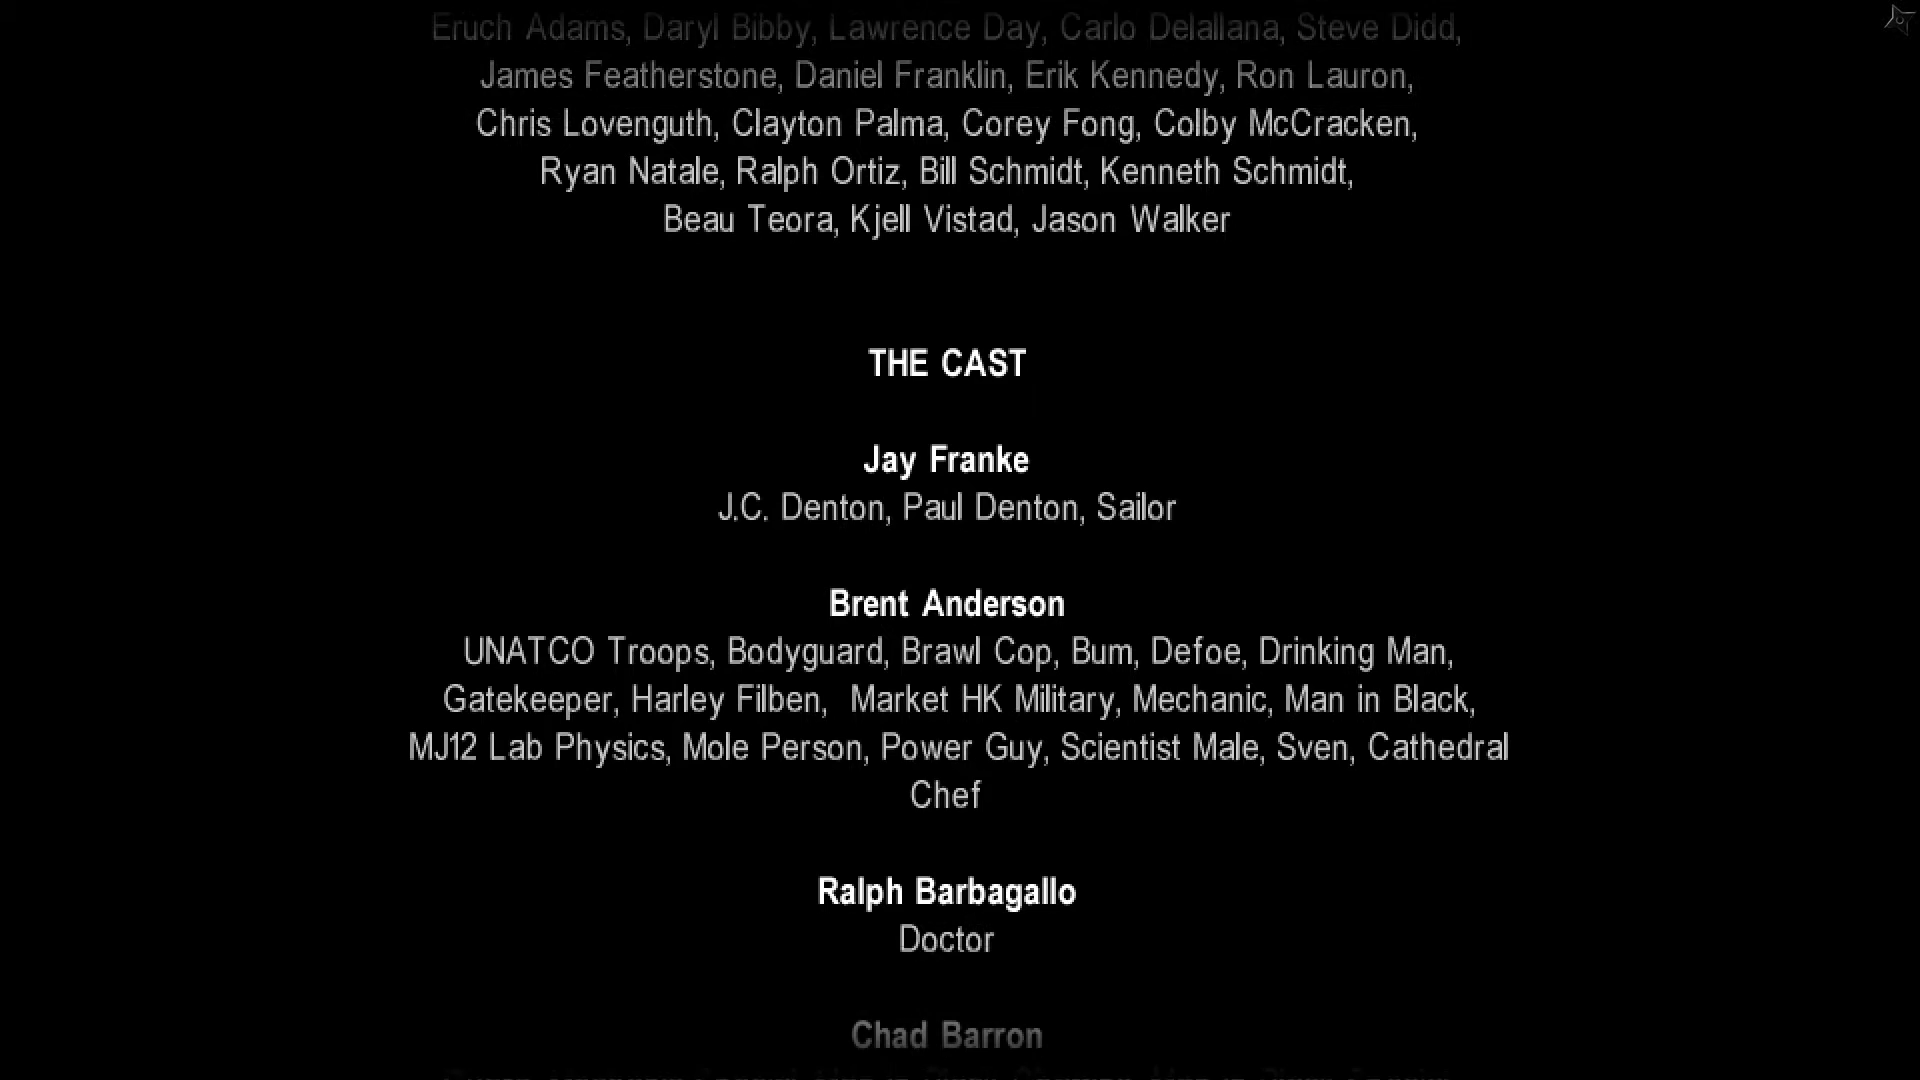 Eruch Adams, Daryl Bibby, Lawrence Day, Carlo Delallana, Steve Didd,
James Featherstone, Daniel Franklin, Erik Kennedy, Ron Lauron,
Chris Lovenguth, Clayton Palma, Corey Fong, Colby McCracken,
Ryan Natale, Ralph Ortiz, Bill Schmidt, Kenneth Schmidt,
Beau Teora, Kjell Vistad, Jason Walker
THE CAST
Jay Franke
J.C. Denton, Paul Denton, Sailor
Brent Anderson
UNATCO Troops, Bodyguard, Brawl Cop, Bum, Defoe, Drinking Man,
Gatekeeper, Harley Filben,  Market HK Military, Mechanic, Man in Black,
MJ12 Lab Physics, Mole Person, Power Guy, Scientist Male, Sven, Cathedral
Chef
Ralph Barbagallo
Doctor
Chad Barron